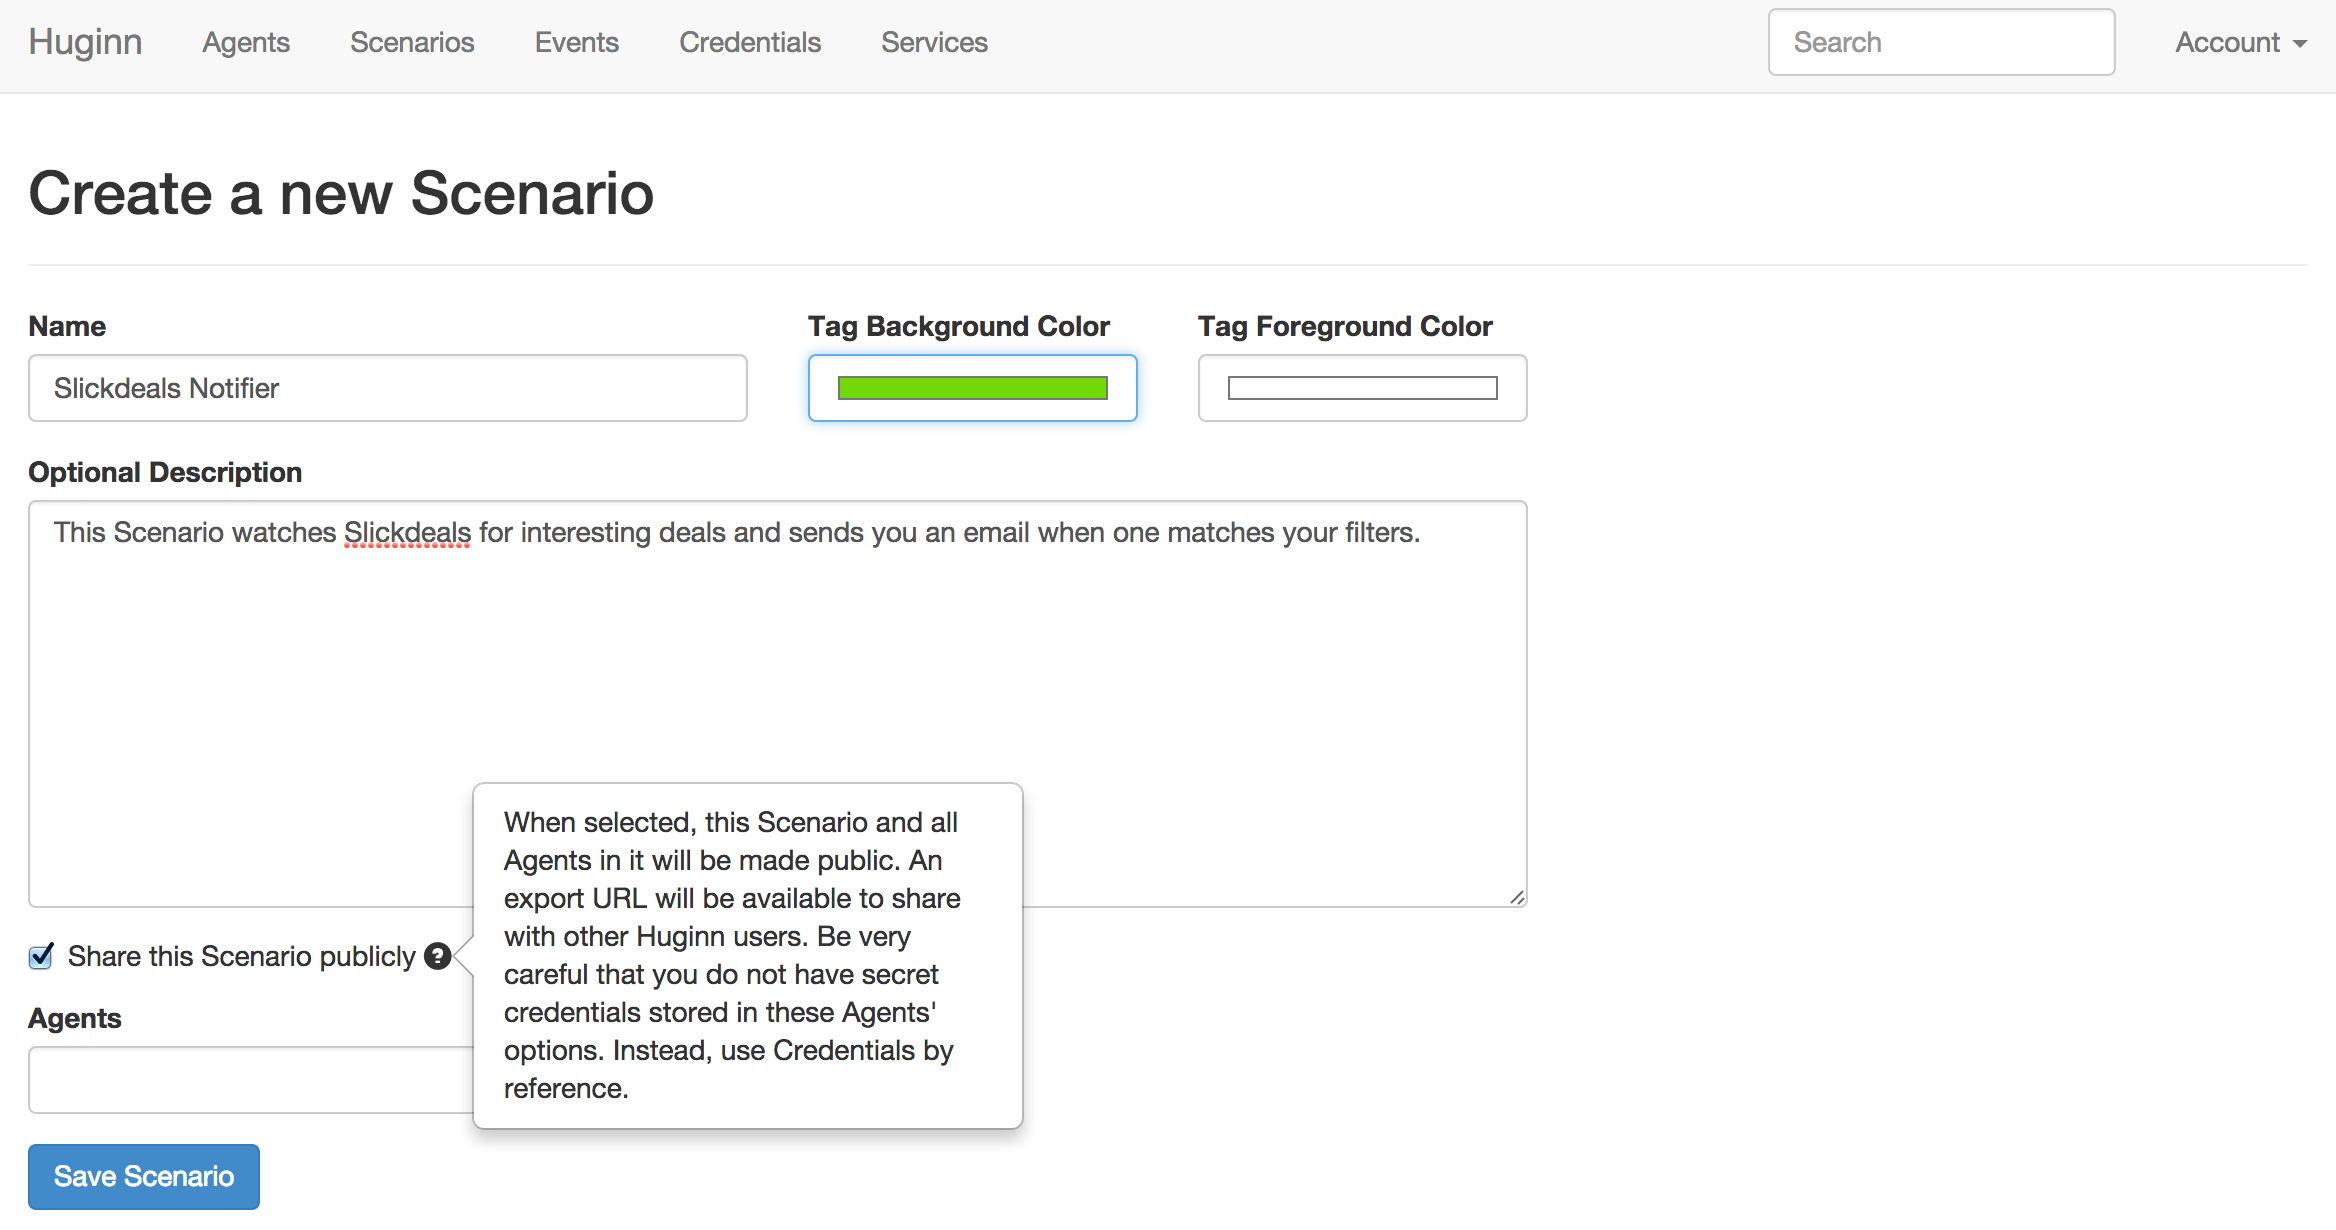 Huginn Agents Scenarios Events Credentials Services Search Account
Create a new Scenario
Name Tag Background Color Tag Foreground Color
Slickdeals Notifier
Optional Description
This Scenario watches Slickdeals for interesting deals and sends you an email when one matches your filters.
When selected, this Scenario and all
Agents in it will be made public. An
export URL will be available to share
with other Huginn users. Be very
careful that you do not have secret
credentials stored in these Agents'
options. Instead, use Credentials by
reference.
Share this Scenario publicly ?
Agents
Save Scenario